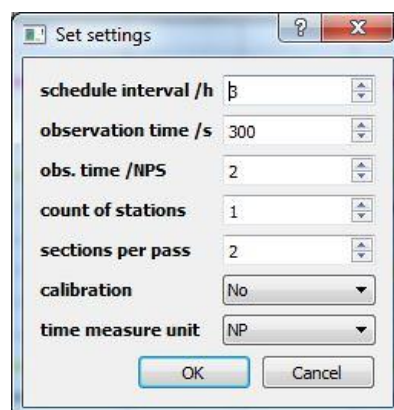 Set settings
schedule interval /h 3
observation time /s 300
obs. time /NPS 2
count of stations 1
sections per pass 2
calibration No
time measure unit NP
OK Cancel